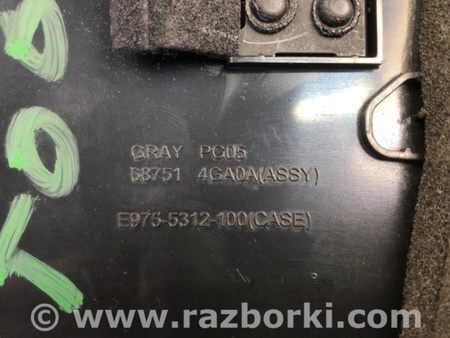 GRAY PG05
68751 4GA0A(ASSY)
E975-5312-100(CASE)
© www.razborki.com